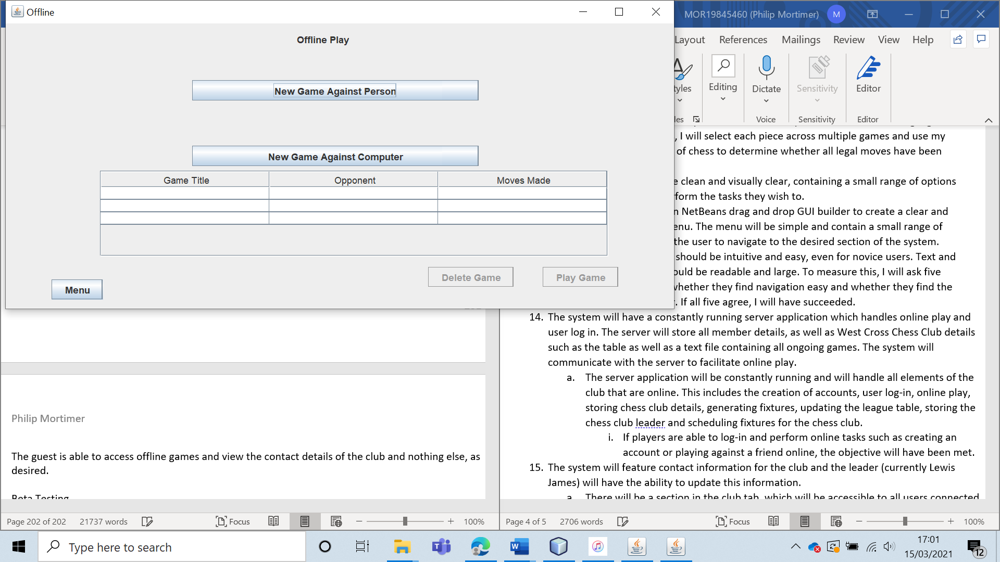 Offline
Offline Play
New Game Against Person
New Game Against Computer
Game Title Opponent Moves Made
Delete Game Play Game
Menu
MOR19845460 (Philip Mortimer) M
Layout References Mailings Review View Help
tyles Editing Dictate Sensitivity Editor
les Voice Sensitivity Editor
, I will select each piece across multiple games and use my
of chess to determine whether all legal moves have been
e clean and visually clear, containing a small range of options
form the tasks they wish to.
n NetBeans drag and drop GUI builder to create a clear and
enu. The menu will be simple and contain a small range of
the user to navigate to the desired section of the system.
should be intuitive and easy, even for novice users. Text and
ould be readable and large. To measure this, I will ask five
whether they find navigation easy and whether they find the
. If all five agree, I will have succeeded.
14. The system will have a constantly running server application which handles online play and
user log in. The server will store all member details, as well as West Cross Chess Club details
such as the table as well as a text file containing all ongoing games. The system will
communicate with the server to facilitate online play.
a. The server application will be constantly running and will handle all elements of the
club that are online. This includes the creation of accounts, user log-in, online play,
storing chess club details, generating fixtures, updating the league table, storing the
chess club leader and scheduling fixtures for the chess club.
i. If players are able to log-in and perform online tasks such as creating an
account or playing against a friend online, the objective will have been met.
15. The system will feature contact information for the club and the leader (currently Lewis
James) will have the ability to update this information.
a. There will be a section in the club tab, which will be accessible to all users connected
Philip Mortimer
The guest is able to access offline games and view the contact details of the club and nothing else, as
desired.
Beta Testing
Page 202 of 202 21737 words Focus 100%
Page 4 of 5 2706 words Focus 100%
Type here to search
17:01
15/03/2021
12